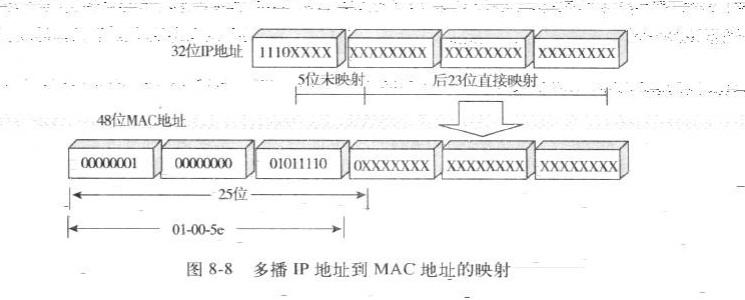 32位IP地址 1110XXXX XXXXXXXX XXXXXXXX XXXXXXXX
5位未映射 后23位直接映射
48位MAC地址
00000001 00000000 01011110 0XXXXXXX XXXXXXXX XXXXXXXX
25位
01-00-5e
图 8-8 多播 IP 地址到 MAC 地址的映射